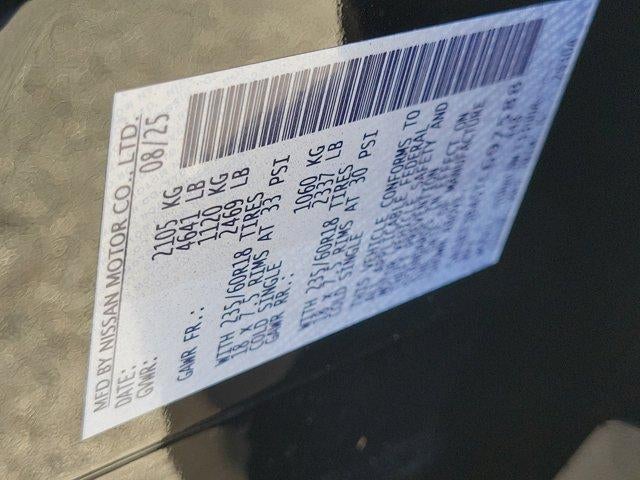 MFD BY NISSAN MOTOR CO., LTD.
DATE: 08/25
GVWR: 2105 KG
4641 LB
GAWR FR.: 1120 KG
2469 LB
WITH 235/60R18 TIRES
18 X 7.5 RIMS AT 33 PSI
COLD SINGLE
GAWR RR.: 1060 KG
2337 LB
WITH 235/60R18 TIRES
18 X 7.5 RIMS AT 30 PSI
COLD SINGLE
THIS VEHICLE CONFORMS TO
ALL APPLICABLE FEDERAL
SAFETY AND
IN EFFECT ON
MANUFACTURE